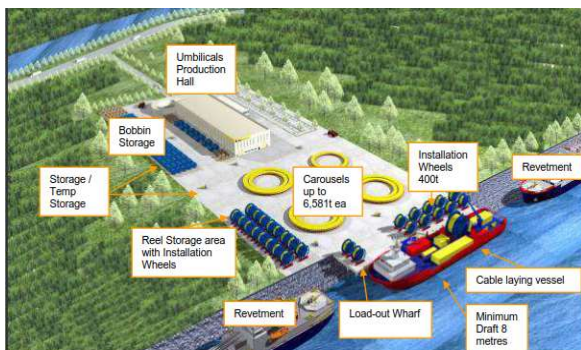 Umbilicals
Production
Hall
Bobbin
Storage
Installation
Wheels
400t
Revetment
Storage /
Temp
Storage
Carousels
up to
6,581t ea
Reel Storage area
with Installation
Wheels
Cable laying vessel
Revetment
Load-out Wharf
Minimum
Draft 8
metres